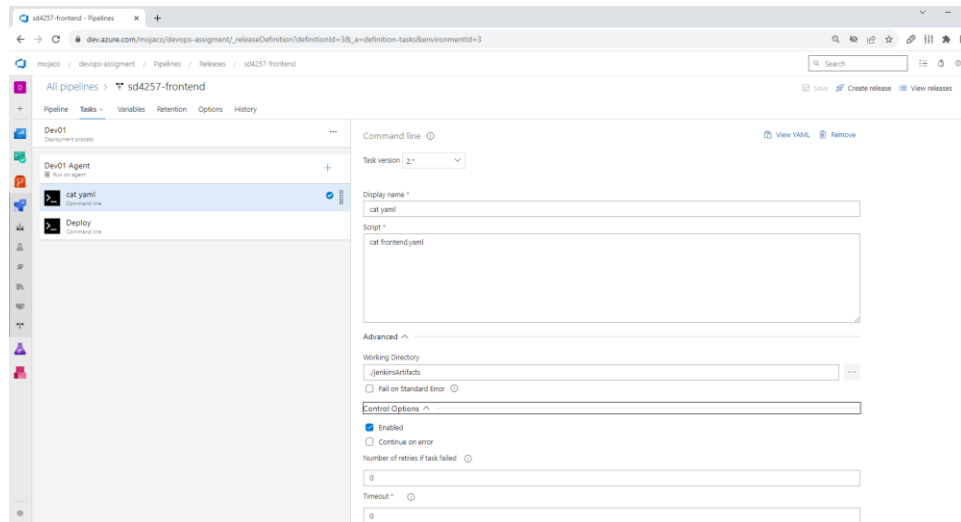 sd4257-frontend - Pipelines
dev.azure.com/mojaco/devops-assigment/_releaseDefinition?definitionId=3&_a=definition-tasks&environmentId=3
mojaco / devops-assigment / Pipelines / Releases / sd4257-frontend
Search
D
All pipelines > sd4257-frontend
Save Create release View releases
Pipeline Tasks Variables Retention Options History
Dev01
Deployment process
Command line
View YAML Remove
Task version 2.*
Dev01 Agent
Run on agent
cat yaml
Command line
Display name *
cat yaml
Deploy
Command line
Script *
cat frontend.yaml
Advanced
Working Directory
./jenkinsArtifacts
Fail on Standard Error
Control Options
Enabled
Continue on error
Number of retries if task failed
0
Timeout *
0